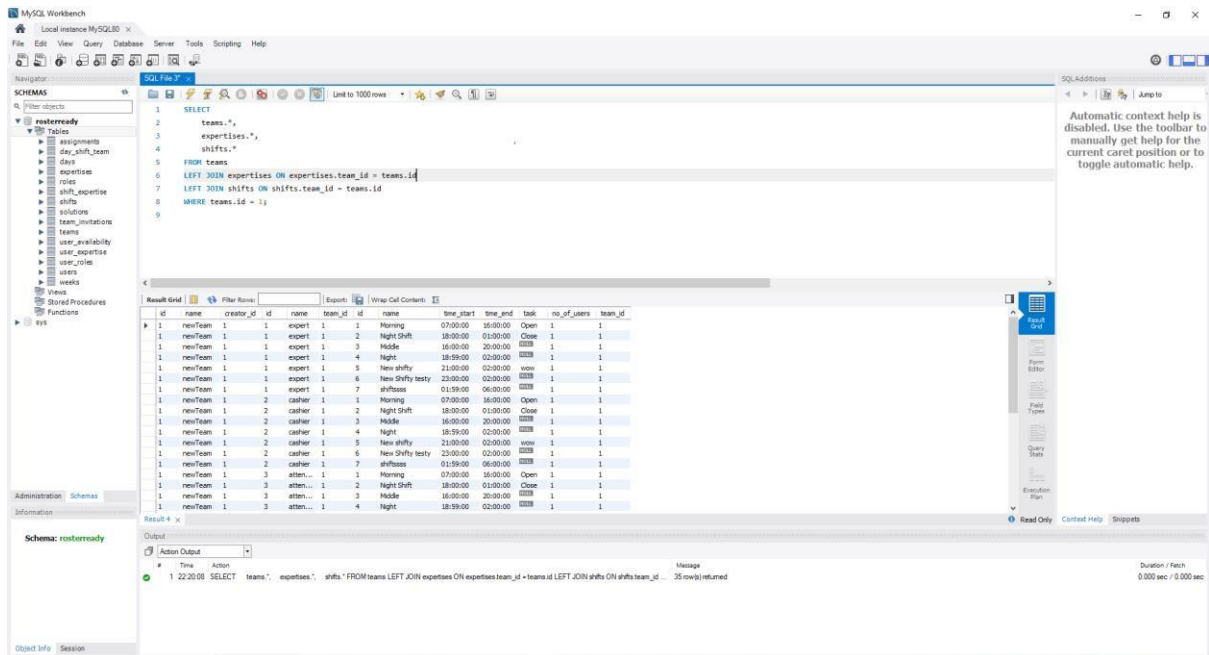 MySQL Workbench
Local instance MySQL80 ×
File Edit View Query Database Server Tools Scripting Help
Navigator
SCHEMAS
Filter objects
rosterready
Tables
assignments
day_shift_team
days
expertises
roles
shift_expertise
shifts
solutions
team_invitations
teams
user_availability
user_expertise
user_roles
users
weeks
Views
Stored Procedures
Functions
sys
Administration Schemas
Information
Schema: rosterready
Object Info Session
SQL File 3* ×
Limit to 1000 rows
1 SELECT
2 teams.*,
3 expertises.*,
4 shifts.*
5 FROM teams
6 LEFT JOIN expertises ON expertises.team_id = teams.id
7 LEFT JOIN shifts ON shifts.team_id = teams.id
8 WHERE teams.id = 1;
9
Result Grid Filter Rows: Export: Wrap Cell Content:
id name creator_id id name team_id id name time_start time_end task no_of_users team_id
1 newTeam 1 1 expert 1 1 Morning 07:00:00 16:00:00 Open 1 1
1 newTeam 1 1 expert 1 2 Night Shift 18:00:00 01:00:00 Close 1 1
1 newTeam 1 1 expert 1 3 Middle 16:00:00 20:00:00 NULL 1 1
1 newTeam 1 1 expert 1 4 Night 18:59:00 02:00:00 NULL 1 1
1 newTeam 1 1 expert 1 5 New shifty 21:00:00 02:00:00 wow 1 1
1 newTeam 1 1 expert 1 6 New Shifty testy 23:00:00 02:00:00 NULL 1 1
1 newTeam 1 1 expert 1 7 shiftssss 01:59:00 06:00:00 NULL 1 1
1 newTeam 1 2 cashier 1 1 Morning 07:00:00 16:00:00 Open 1 1
1 newTeam 1 2 cashier 1 2 Night Shift 18:00:00 01:00:00 Close 1 1
1 newTeam 1 2 cashier 1 3 Middle 16:00:00 20:00:00 NULL 1 1
1 newTeam 1 2 cashier 1 4 Night 18:59:00 02:00:00 NULL 1 1
1 newTeam 1 2 cashier 1 5 New shifty 21:00:00 02:00:00 wow 1 1
1 newTeam 1 2 cashier 1 6 New Shifty testy 23:00:00 02:00:00 NULL 1 1
1 newTeam 1 2 cashier 1 7 shiftssss 01:59:00 06:00:00 NULL 1 1
1 newTeam 1 3 atten... 1 1 Morning 07:00:00 16:00:00 Open 1 1
1 newTeam 1 3 atten... 1 2 Night Shift 18:00:00 01:00:00 Close 1 1
1 newTeam 1 3 atten... 1 3 Middle 16:00:00 20:00:00 NULL 1 1
1 newTeam 1 3 atten... 1 4 Night 18:59:00 02:00:00 NULL 1 1
Result Grid
Form Editor
Field Types
Query Stats
Execution Plan
Result 4 ×
Read Only
Output
Action Output
# Time Action Message Duration / Fetch
1 22:20:08 SELECT teams.*, expertises.*, shifts.* FROM teams LEFT JOIN expertises ON expertises.team_id = teams.id LEFT JOIN shifts ON shifts.team_id ... 35 row(s) returned 0.000 sec / 0.000 sec
SQLAdditions
Jump to
Automatic context help is
disabled. Use the toolbar to
manually get help for the
current caret position or to
toggle automatic help.
Context Help Snippets